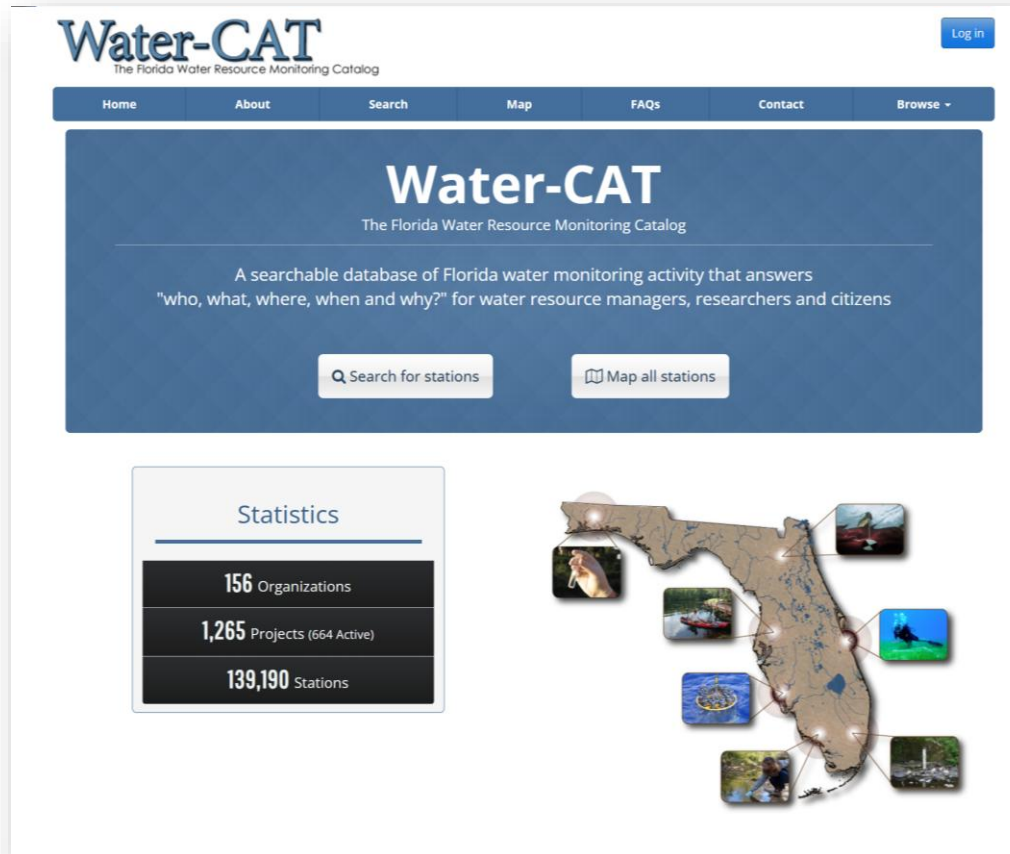 Water-CAT
The Florida Water Resource Monitoring Catalog
Log in
Home About Search Map FAQs Contact Browse
Water-CAT
The Florida Water Resource Monitoring Catalog
A searchable database of Florida water monitoring activity that answers
"who, what, where, when and why?" for water resource managers, researchers and citizens
Search for stations Map all stations
Statistics
156 Organizations
1,265 Projects (664 Active)
139,190 Stations